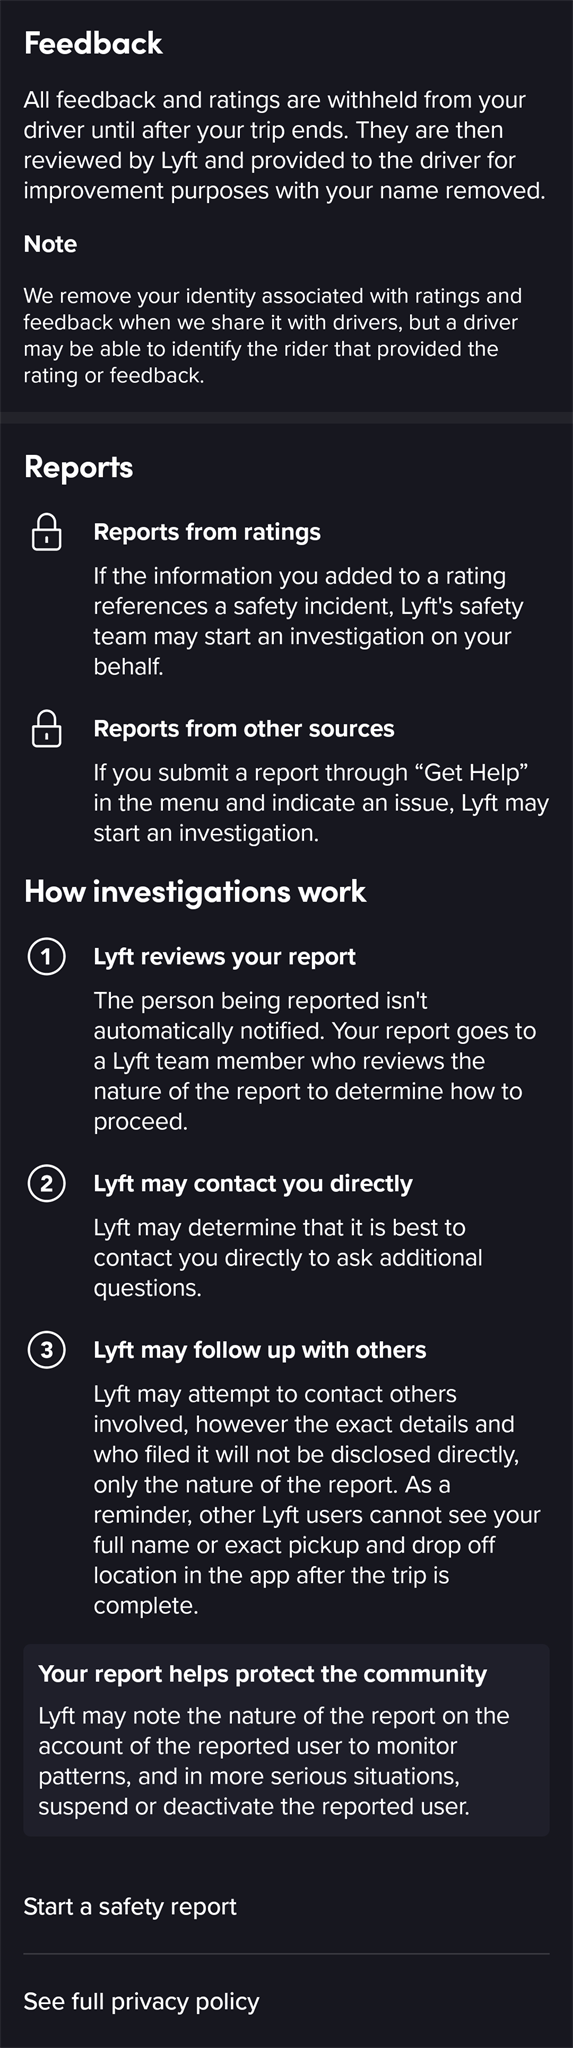 Feedback
All feedback and ratings are withheld from your
driver until after your trip ends. They are then
reviewed by Lyft and provided to the driver for
improvement purposes with your name removed.
Note
We remove your identity associated with ratings and
feedback when we share it with drivers, but a driver
may be able to identify the rider that provided the
rating or feedback.
Reports
Reports from ratings
If the information you added to a rating
references a safety incident, Lyft's safety
team may start an investigation on your
behalf.
Reports from other sources
If you submit a report through “Get Help”
in the menu and indicate an issue, Lyft may
start an investigation.
How investigations work
1 Lyft reviews your report
The person being reported isn't
automatically notified. Your report goes to
a Lyft team member who reviews the
nature of the report to determine how to
proceed.
2 Lyft may contact you directly
Lyft may determine that it is best to
contact you directly to ask additional
questions.
3 Lyft may follow up with others
Lyft may attempt to contact others
involved, however the exact details and
who filed it will not be disclosed directly,
only the nature of the report. As a
reminder, other Lyft users cannot see your
full name or exact pickup and drop off
location in the app after the trip is
complete.
Your report helps protect the community
Lyft may note the nature of the report on the
account of the reported user to monitor
patterns, and in more serious situations,
suspend or deactivate the reported user.
Start a safety report
See full privacy policy